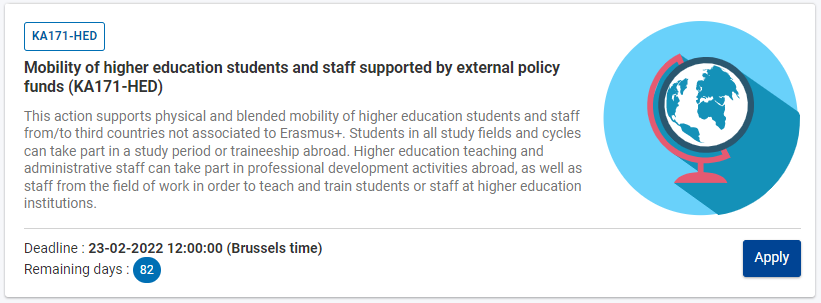 KA171-HED
Mobility of higher education students and staff supported by external policy
funds (KA171-HED)
This action supports physical and blended mobility of higher education students and staff
from/to third countries not associated to Erasmus+. Students in all study fields and cycles
can take part in a study period or traineeship abroad. Higher education teaching and
administrative staff can take part in professional development activities abroad, as well as
staff from the field of work in order to teach and train students or staff at higher education
institutions.
Deadline : 23-02-2022 12:00:00 (Brussels time)
Remaining days : 82
Apply